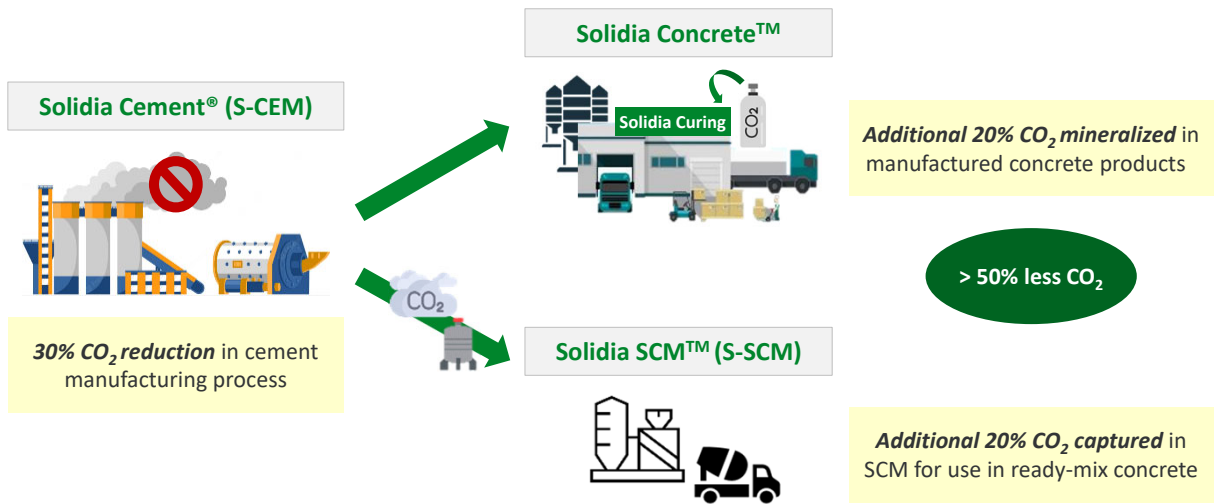 Solidia Concrete™
Solidia Cement® (S-CEM)
Solidia Curing
CO₂
Additional 20% CO₂ mineralized in
manufactured concrete products
CO₂
> 50% less CO₂
30% CO₂ reduction in cement
manufacturing process
Solidia SCM™ (S-SCM)
Additional 20% CO₂ captured in
SCM for use in ready-mix concrete